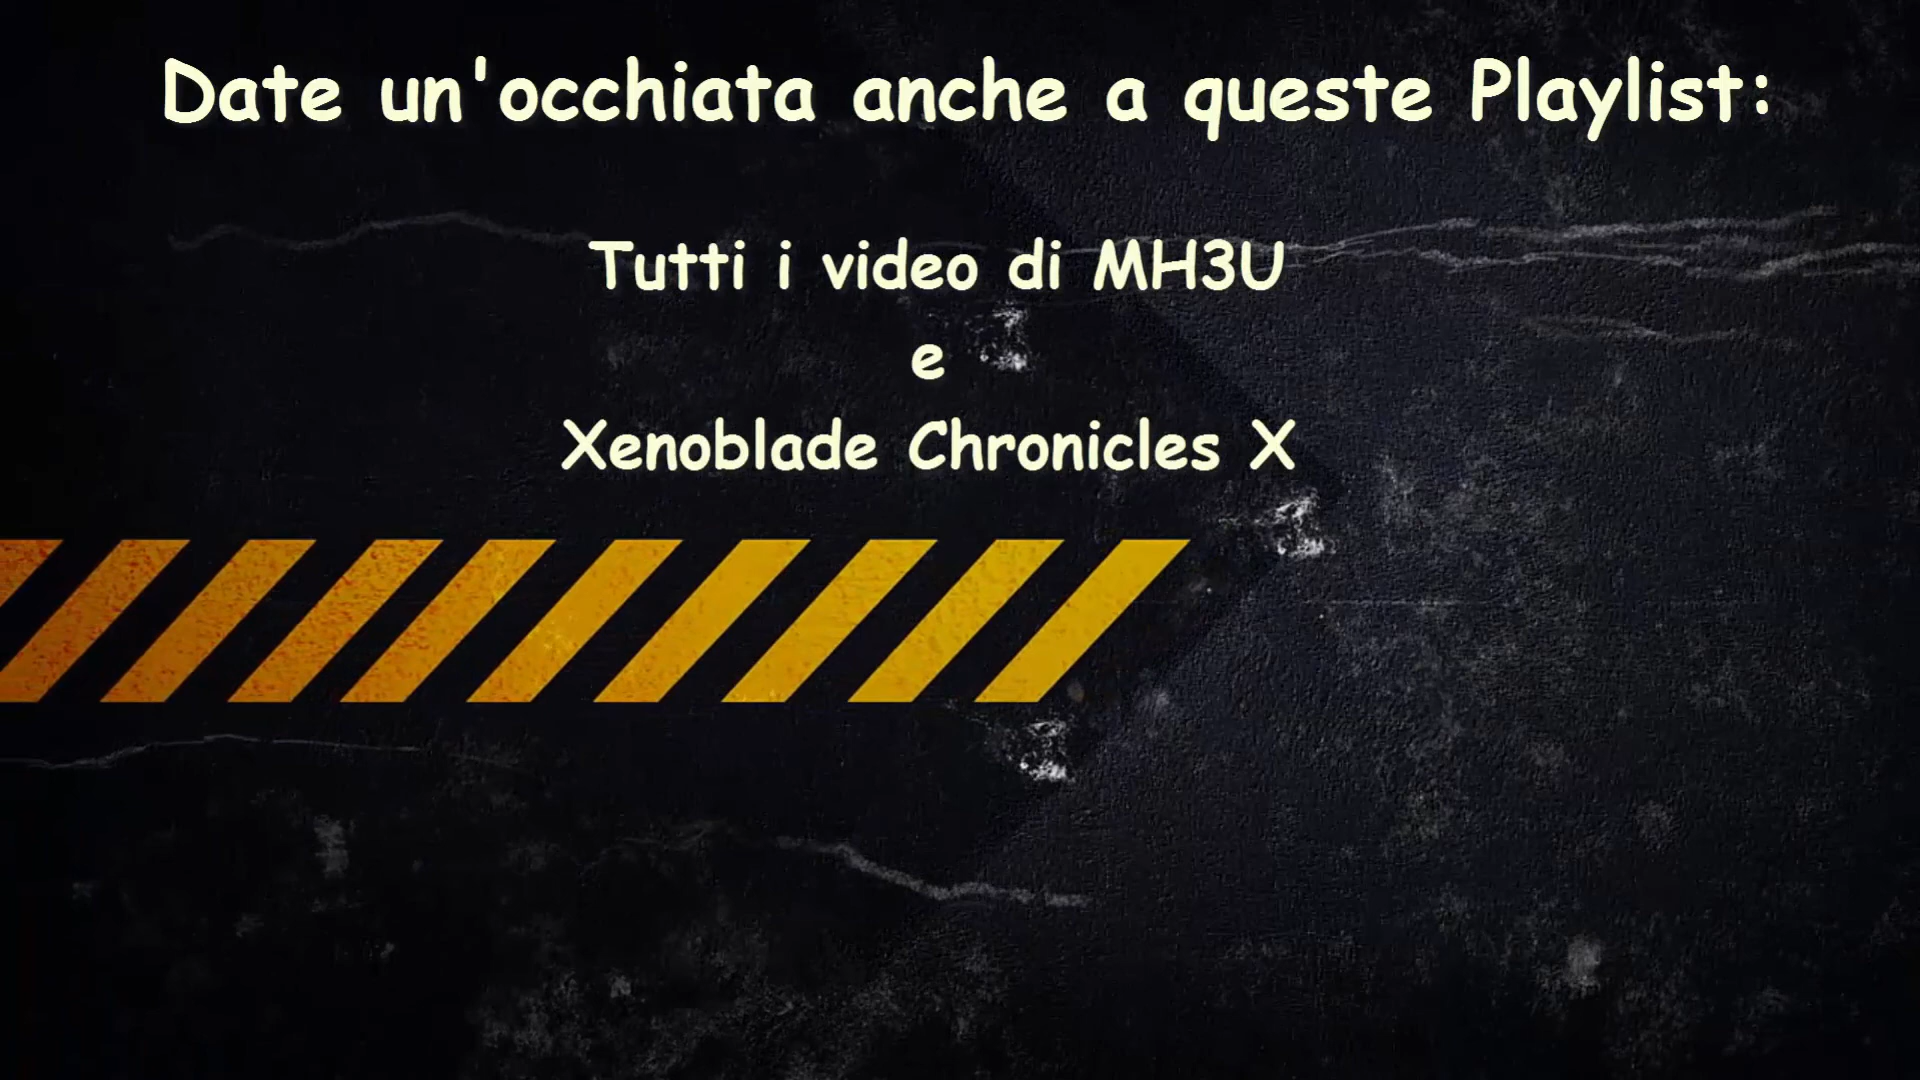 Date un'occhiata anche a queste Playlist:
Tutti i video di MH3U
e
Xenoblade Chronicles X